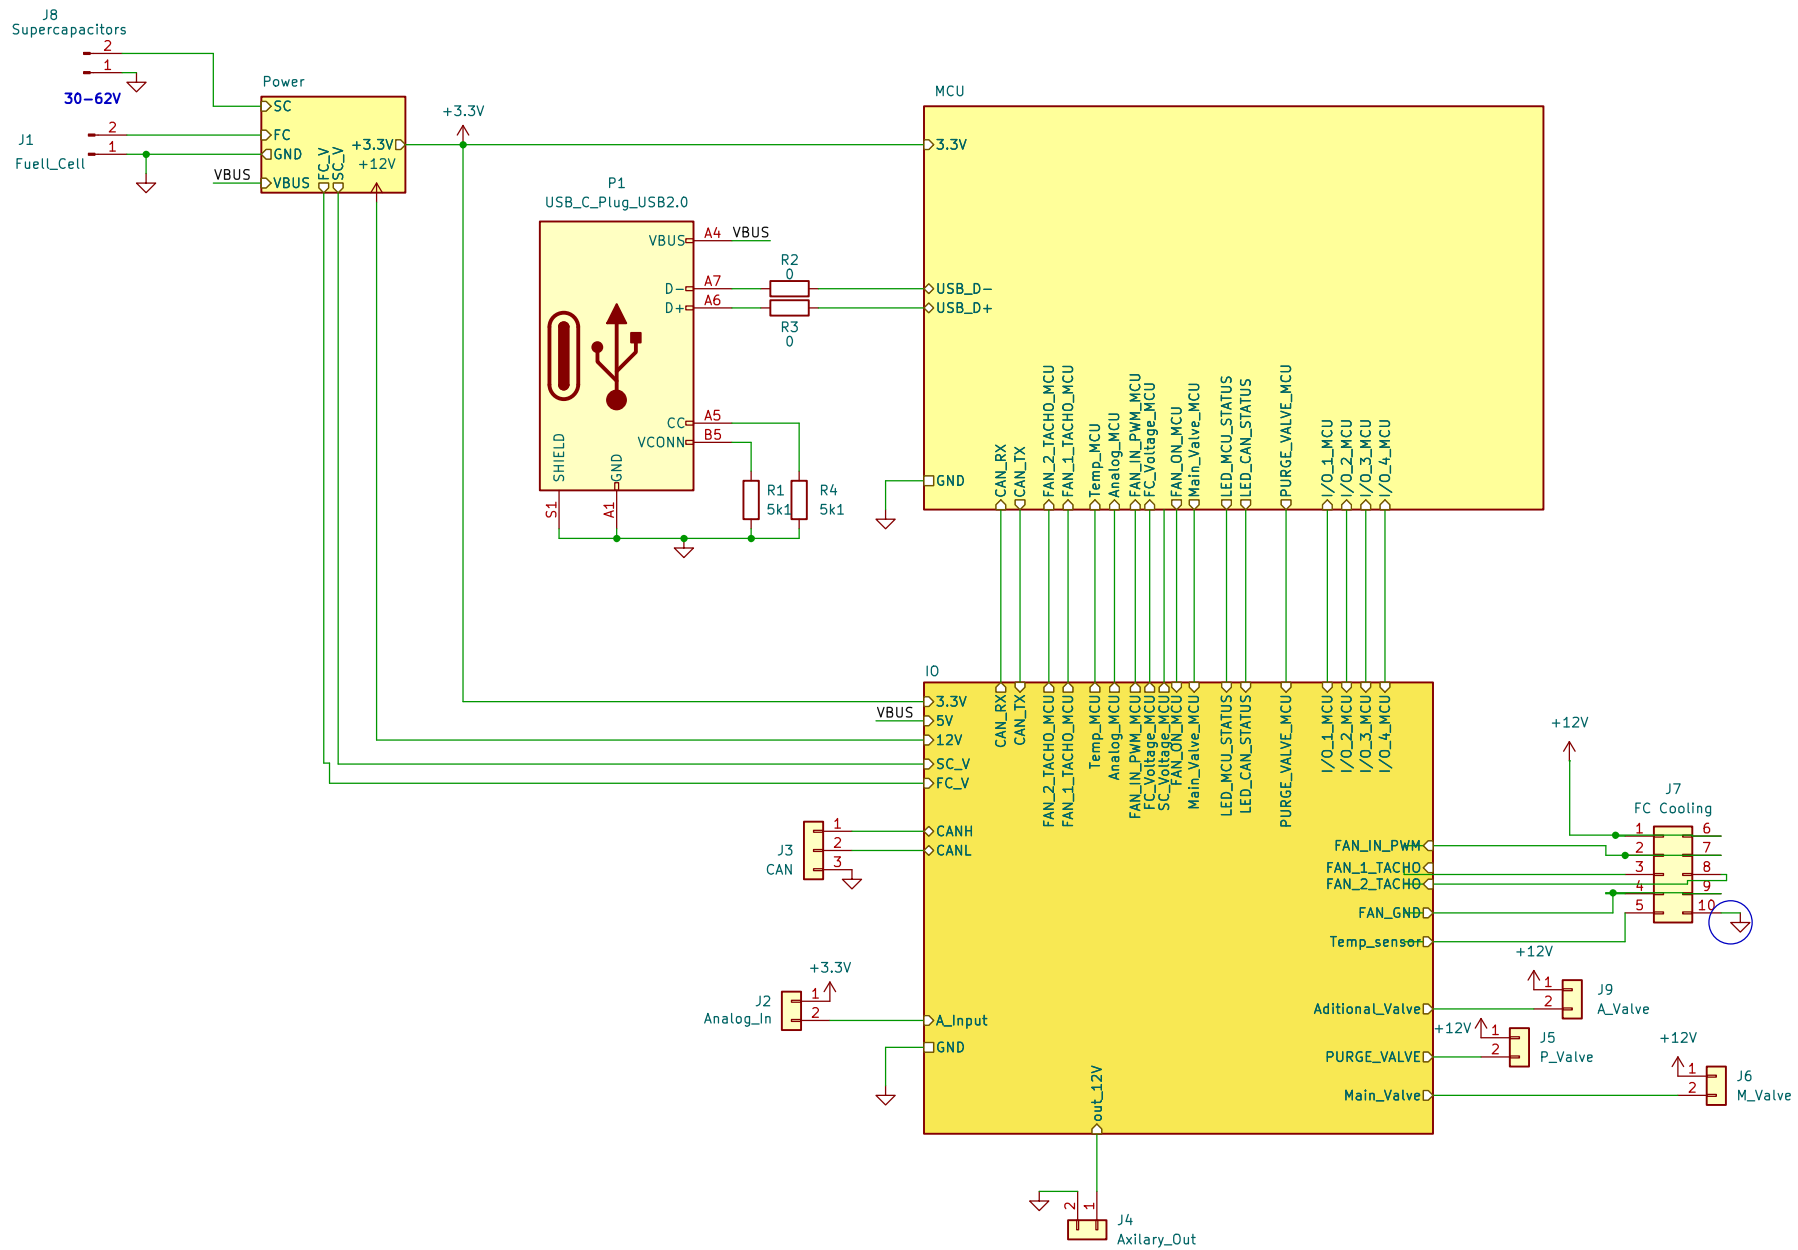 J8
Supercapacitors
2
1
30-62V
J1
Fuell_Cell
2
1
VBUS
Power
SC
FC
GND
VBUS
FC_V
SC_V
+3.3V
+12V
+3.3V
P1
USB_C_Plug_USB2.0
VBUS
A4
VBUS
D-
A7
D+
A6
CC
A5
VCONN
B5
SHIELD
GND
S1
A1
R2
0
R3
0
R1
5k1
R4
5k1
MCU
3.3V
USB_D-
USB_D+
GND
CAN_RX
CAN_TX
FAN_2_TACHO_MCU
FAN_1_TACHO_MCU
Temp_MCU
Analog_MCU
FAN_IN_PWM_MCU
FC_Voltage_MCU
FAN_ON_MCU
Main_Valve_MCU
LED_MCU_STATUS
LED_CAN_STATUS
PURGE_VALVE_MCU
I/O_1_MCU
I/O_2_MCU
I/O_3_MCU
I/O_4_MCU
IO
3.3V
VBUS
5V
12V
SC_V
FC_V
CANH
CANL
A_Input
GND
CAN_RX
CAN_TX
FAN_2_TACHO_MCU
FAN_1_TACHO_MCU
Temp_MCU
Analog_MCU
FAN_IN_PWM_MCU
FC_Voltage_MCU
SC_Voltage_MCU
FAN_ON_MCU
Main_Valve_MCU
LED_MCU_STATUS
LED_CAN_STATUS
PURGE_VALVE_MCU
I/O_1_MCU
I/O_2_MCU
I/O_3_MCU
I/O_4_MCU
FAN_IN_PWM
FAN_1_TACHO
FAN_2_TACHO
FAN_GND
Temp_sensor
Aditional_Valve
PURGE_VALVE
Main_Valve
out_12V
J3
CAN
1
2
3
+3.3V
J2
Analog_In
1
2
+12V
J7
FC Cooling
1
2
3
4
5
6
7
8
9
10
+12V
1
2
J9
A_Valve
+12V
1
2
J5
P_Valve
+12V
1
2
J6
M_Valve
2
1
J4
Axilary_Out